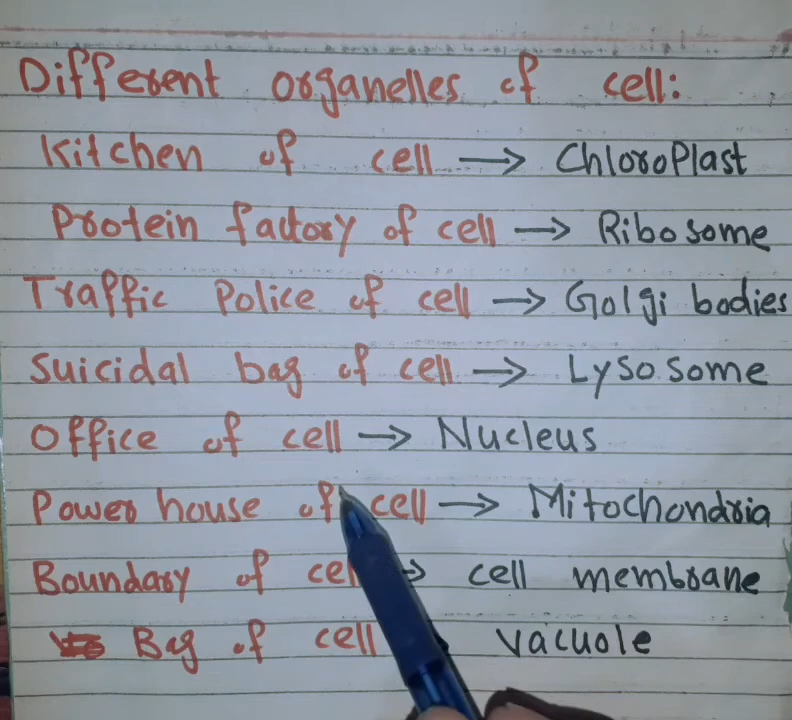 Different organelles of cell:
Kitchen of cell → Chloroplast
Protein factory of cell → Ribosome
Traffic Police of cell → Golgi bodies
Suicidal bag of cell → Lysosome
Office of cell → Nucleus
Power house of cell → Mitochondria
Boundary of cell → cell membrane
Bag of cell vacuole